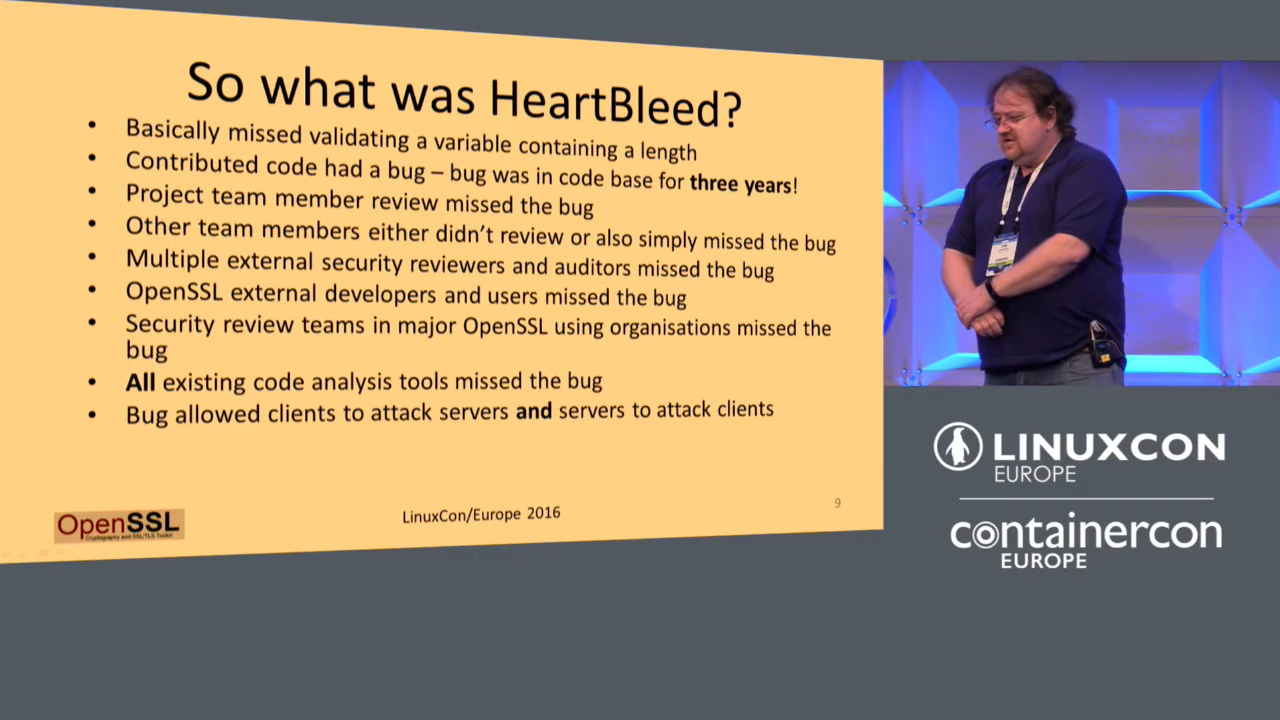 So what was HeartBleed?
• Basically missed validating a variable containing a length
• Contributed code had a bug – bug was in code base for three years!
• Project team member review missed the bug
• Other team members either didn't review or also simply missed the bug
• Multiple external security reviewers and auditors missed the bug
• OpenSSL external developers and users missed the bug
• Security review teams in major OpenSSL using organisations missed the
bug
• All existing code analysis tools missed the bug
• Bug allowed clients to attack servers and servers to attack clients
OpenSSL
Cryptography and SSL/TLS Toolkit
LinuxCon/Europe 2016
9
LINUXCON
EUROPE
containercon
EUROPE